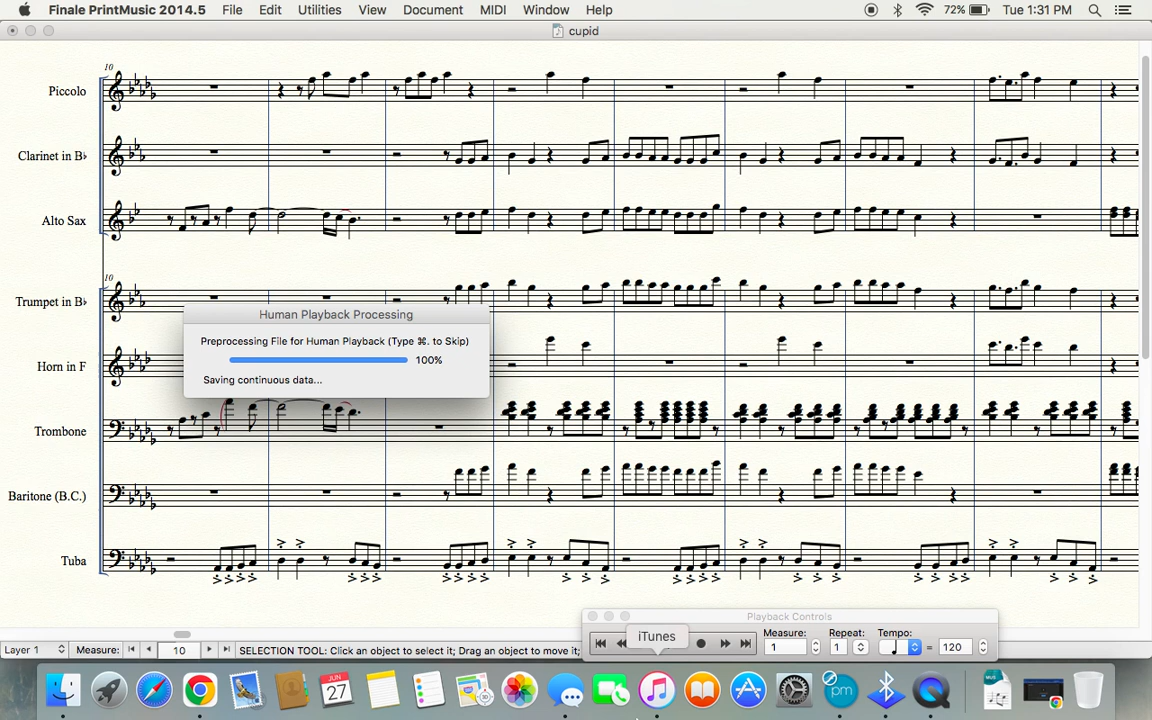 Finale PrintMusic 2014.5 File Edit Utilities View Document MIDI Window Help 72% Tue 1:31 PM
cupid
10
Piccolo
Clarinet in B♭
Alto Sax
10
Trumpet in B♭
Human Playback Processing
Preprocessing File for Human Playback (Type ⌘. to Skip)
100%
Saving continuous data...
Horn in F
Trombone
Baritone (B.C.)
Tuba
Playback Controls
iTunes
Measure: Repeat: Tempo:
1 1 = 120
Layer 1 Measure: 10 SELECTION TOOL: Click an object to select it; Drag an object to move it;
JUN
27
pm